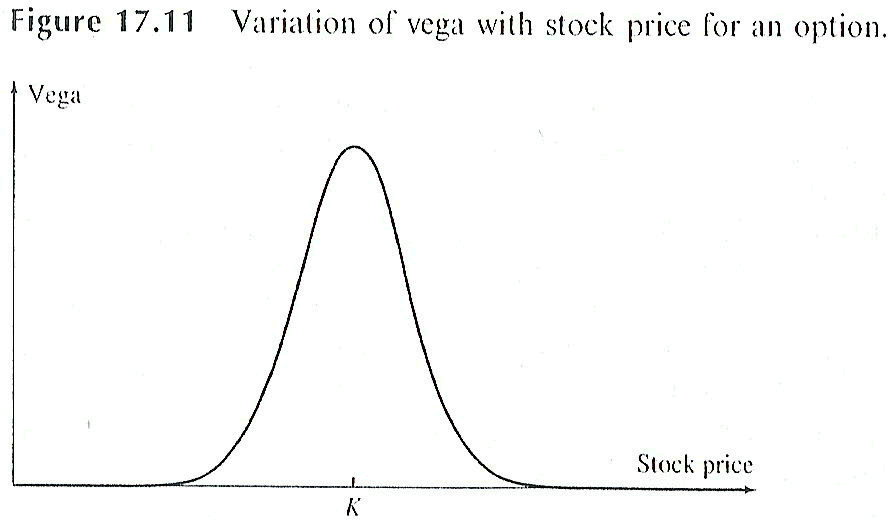 Figure 17.11 Variation of vega with stock price for an option.
Vega
Stock price
K